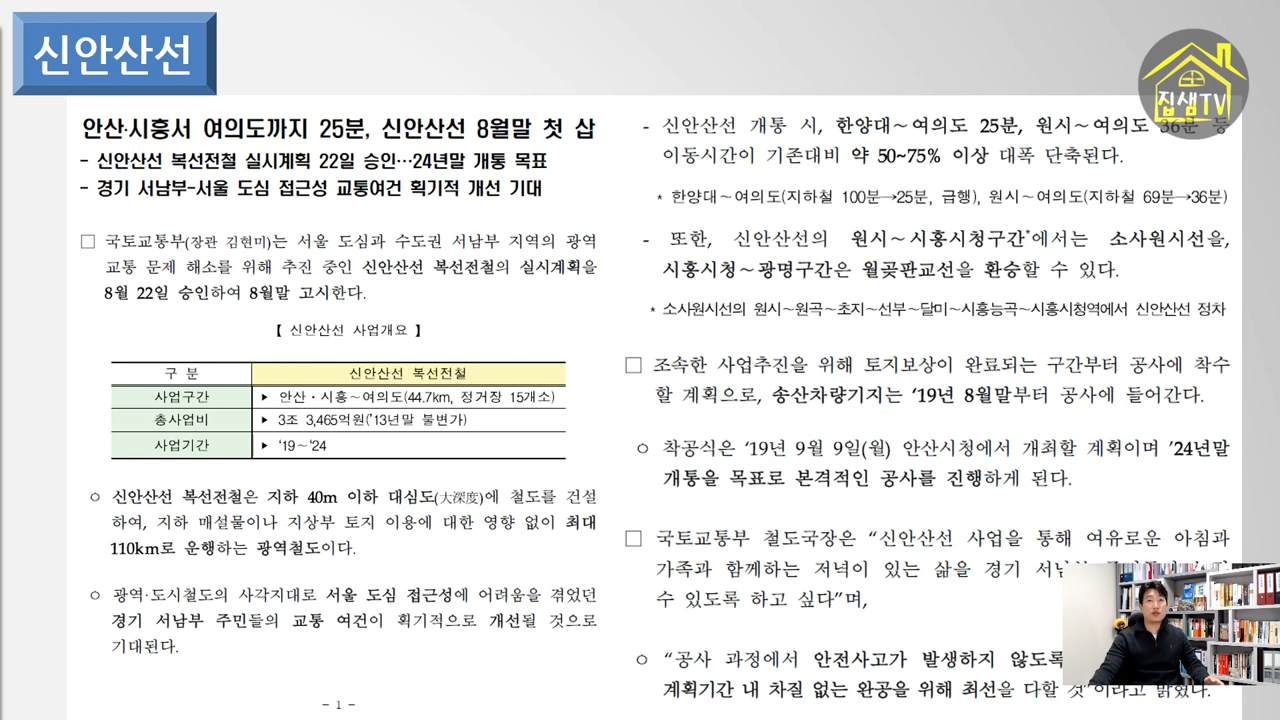 신안산선
집샘TV
안산·시흥서 여의도까지 25분, 신안산선 8월말 첫 삽
- 신안산선 복선전철 실시계획 22일 승인…24년말 개통 목표
- 경기 서남부-서울 도심 접근성 교통여건 획기적 개선 기대
□ 국토교통부(장관 김현미)는 서울 도심과 수도권 서남부 지역의 광역
교통 문제 해소를 위해 추진 중인 신안산선 복선전철의 실시계획을
8월 22일 승인하여 8월말 고시한다.
【 신안산선 사업개요 】
구 분 신안산선 복선전철
사업구간 ▶ 안산·시흥~여의도(44.7km, 정거장 15개소)
총사업비 ▶ 3조 3,465억원('13년말 불변가)
사업기간 ▶ '19~'24
○ 신안산선 복선전철은 지하 40m 이하 대심도(大深度)에 철도를 건설
하여, 지하 매설물이나 지상부 토지 이용에 대한 영향 없이 최대
110km로 운행하는 광역철도이다.
○ 광역·도시철도의 사각지대로 서울 도심 접근성에 어려움을 겪었던
경기 서남부 주민들의 교통 여건이 획기적으로 개선될 것으로
기대된다.
- 1 -
- 신안산선 개통 시, 한양대~여의도 25분, 원시~여의도 36분 등
이동시간이 기존대비 약 50~75% 이상 대폭 단축된다.
* 한양대~여의도(지하철 100분→25분, 급행), 원시~여의도(지하철 69분→36분)
- 또한, 신안산선의 원시~시흥시청구간*에서는 소사원시선을,
시흥시청~광명구간은 월곶판교선을 환승할 수 있다.
* 소사원시선의 원시~원곡~초지~선부~달미~시흥능곡~시흥시청역에서 신안산선 정차
□ 조속한 사업추진을 위해 토지보상이 완료되는 구간부터 공사에 착수
할 계획으로, 송산차량기지는 '19년 8월말부터 공사에 들어간다.
○ 착공식은 '19년 9월 9일(월) 안산시청에서 개최할 계획이며 '24년말
개통을 목표로 본격적인 공사를 진행하게 된다.
□ 국토교통부 철도국장은 "신안산선 사업을 통해 여유로운 아침과
가족과 함께하는 저녁이 있는 삶을 경기
수 있도록 하고 싶다"며,
○ "공사 과정에서 안전사고가 발생하지 않도록
계획기간 내 차질 없는 완공을 위해 최선을 다할 것"이라고 밝혔다.